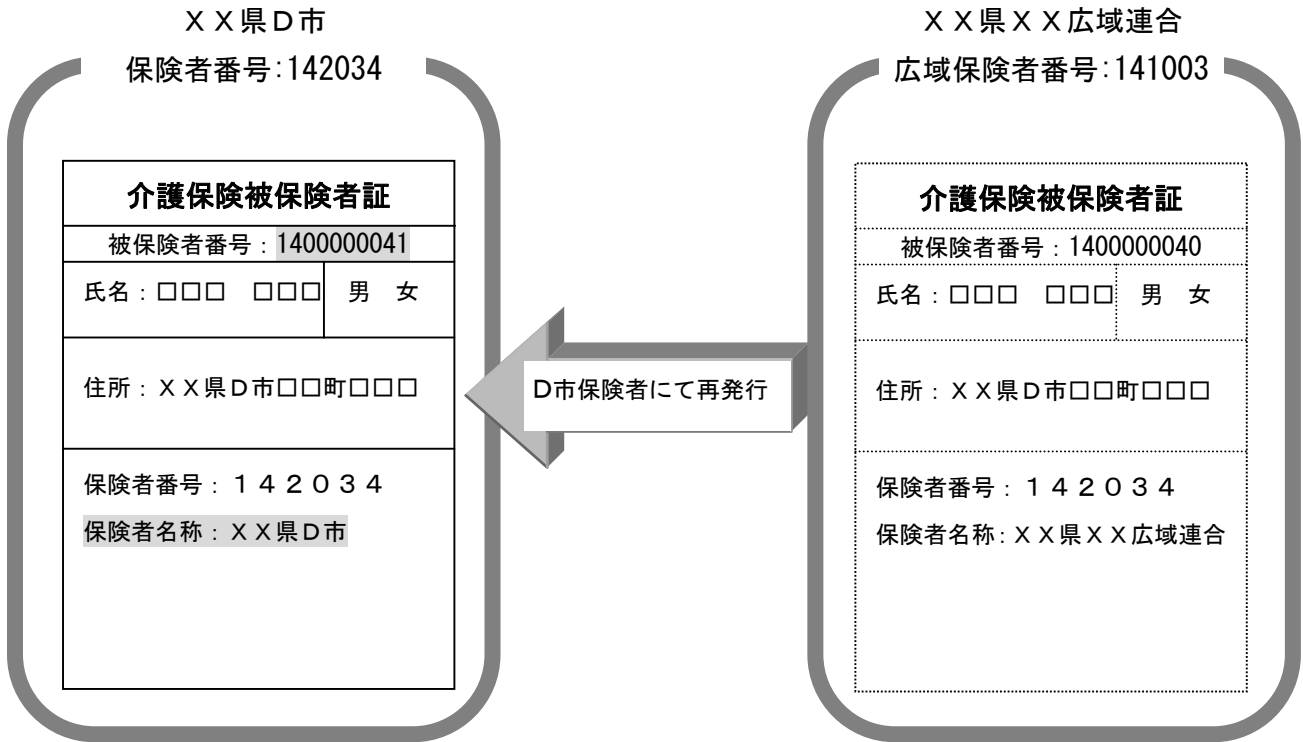 ＸＸ県Ｄ市
保険者番号:142034
介護保険被保険者証
被保険者番号：1400000041
氏名：□□□　□□□　男　女
住所：ＸＸ県Ｄ市□□町□□□
保険者番号：１４２０３４
保険者名称：ＸＸ県Ｄ市
D市保険者にて再発行
ＸＸ県ＸＸ広域連合
広域保険者番号:141003
介護保険被保険者証
被保険者番号：1400000040
氏名：□□□　□□□　男　女
住所：ＸＸ県Ｄ市□□町□□□
保険者番号：１４２０３４
保険者名称：ＸＸ県ＸＸ広域連合